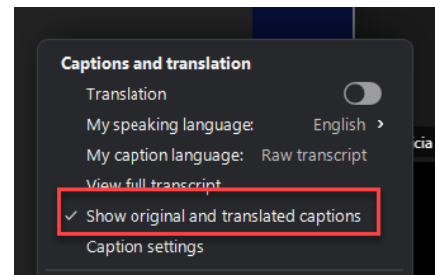 Captions and translation
Translation
My speaking language: English >
My caption language: Raw transcript
View full transcript
✓ Show original and translated captions
Caption settings
cia